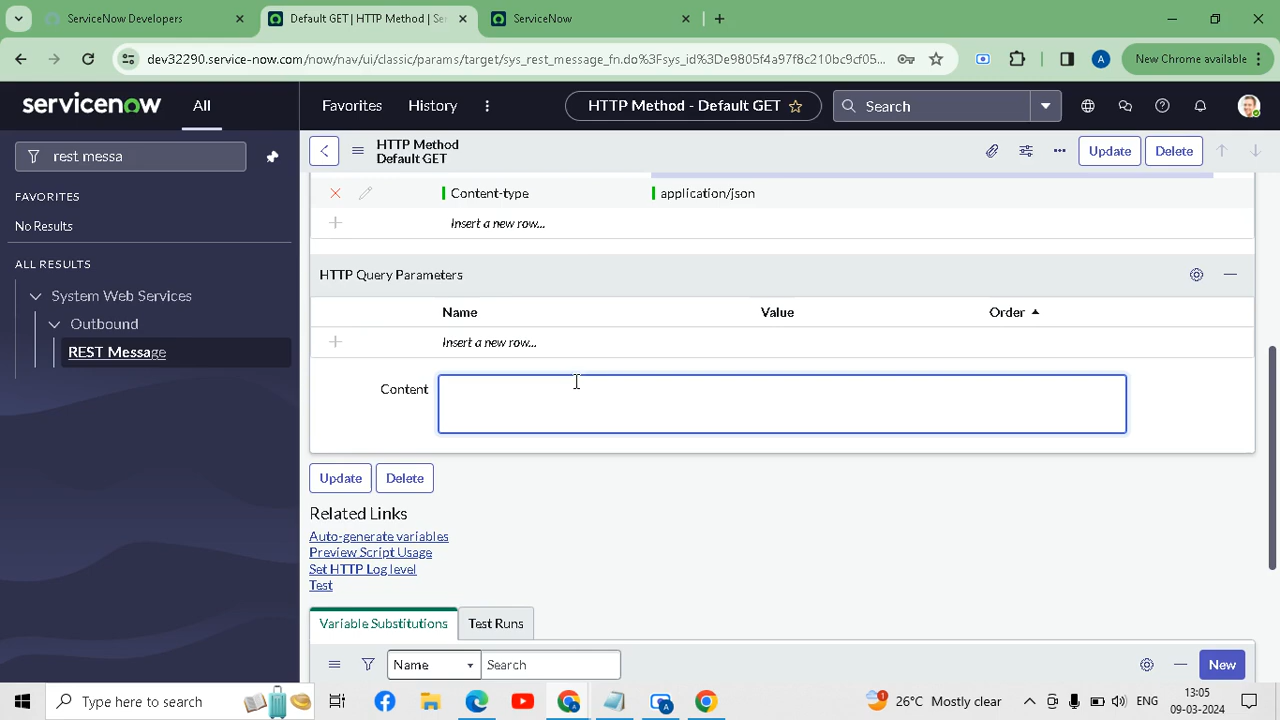 ServiceNow Developers
Default GET | HTTP Method | Se
ServiceNow
dev32290.service-now.com/now/nav/ui/classic/params/target/sys_rest_message_fn.do%3Fsys_id%3De9805f4a97f8c210bc9cf05...
A
New Chrome available
servicenow
All
Favorites
History
HTTP Method - Default GET
Search
rest messa
HTTP Method
Default GET
Update
Delete
FAVORITES
No Results
ALL RESULTS
System Web Services
Outbound
REST Message
Content-type
application/json
Insert a new row...
HTTP Query Parameters
Name
Value
Order
Insert a new row...
Content
Update
Delete
Related Links
Auto-generate variables
Preview Script Usage
Set HTTP Log level
Test
Variable Substitutions
Test Runs
Name
Search
New
Type here to search
1
26°C Mostly clear
ENG
13:05
09-03-2024